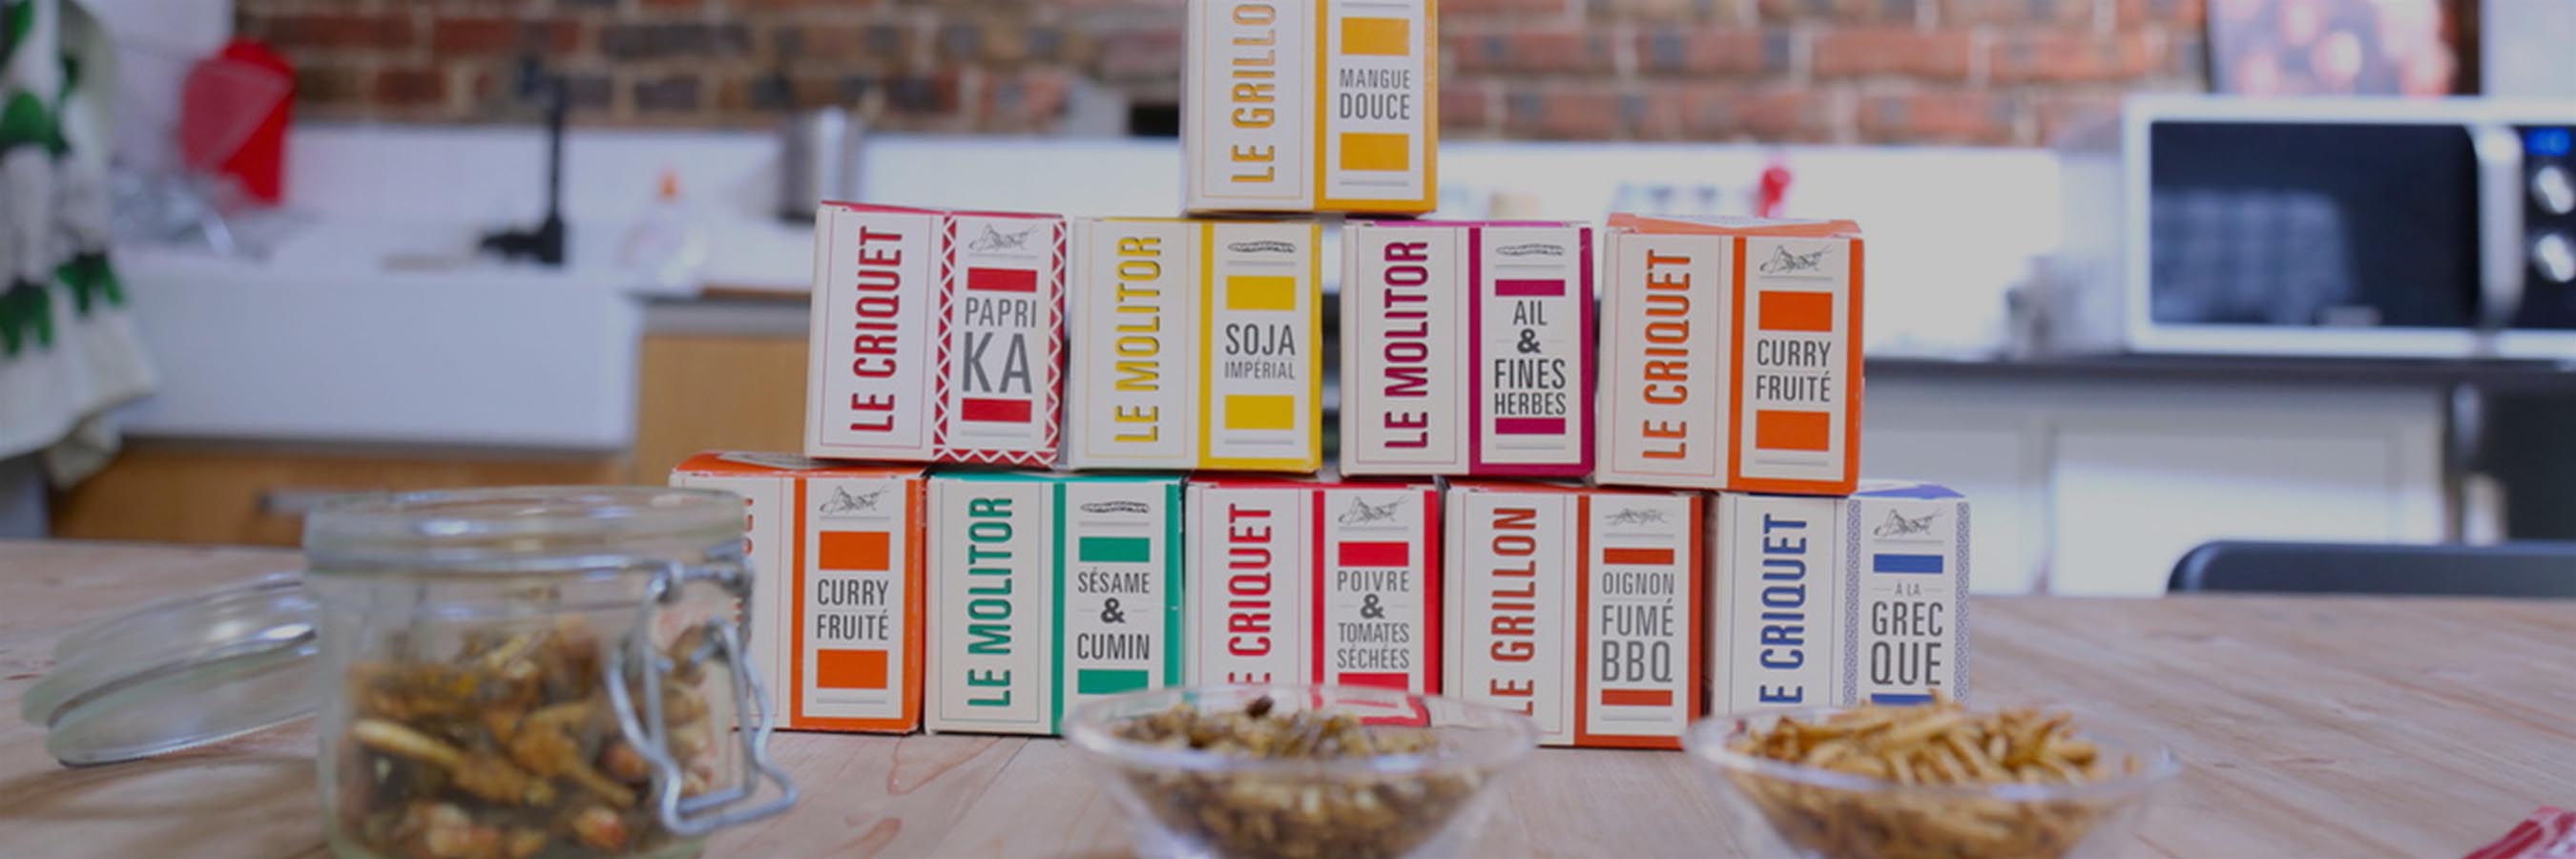 LE GRILLO
MANGUE
DOUCE
LE CRIQUET
PAPRI
KA
LE MOLITOR
SOJA
IMPÉRIAL
LE MOLITOR
AIL
&
FINES
HERBES
LE CRIQUET
CURRY
FRUITÉ
CURRY
FRUITÉ
LE MOLITOR
SÉSAME
&
CUMIN
E CRIQUET
POIVRE
&
TOMATES
SÉCHÉES
LE GRILLON
OIGNON
FUMÉ
BBQ
E CRIQUET
À LA
GREC
QUE